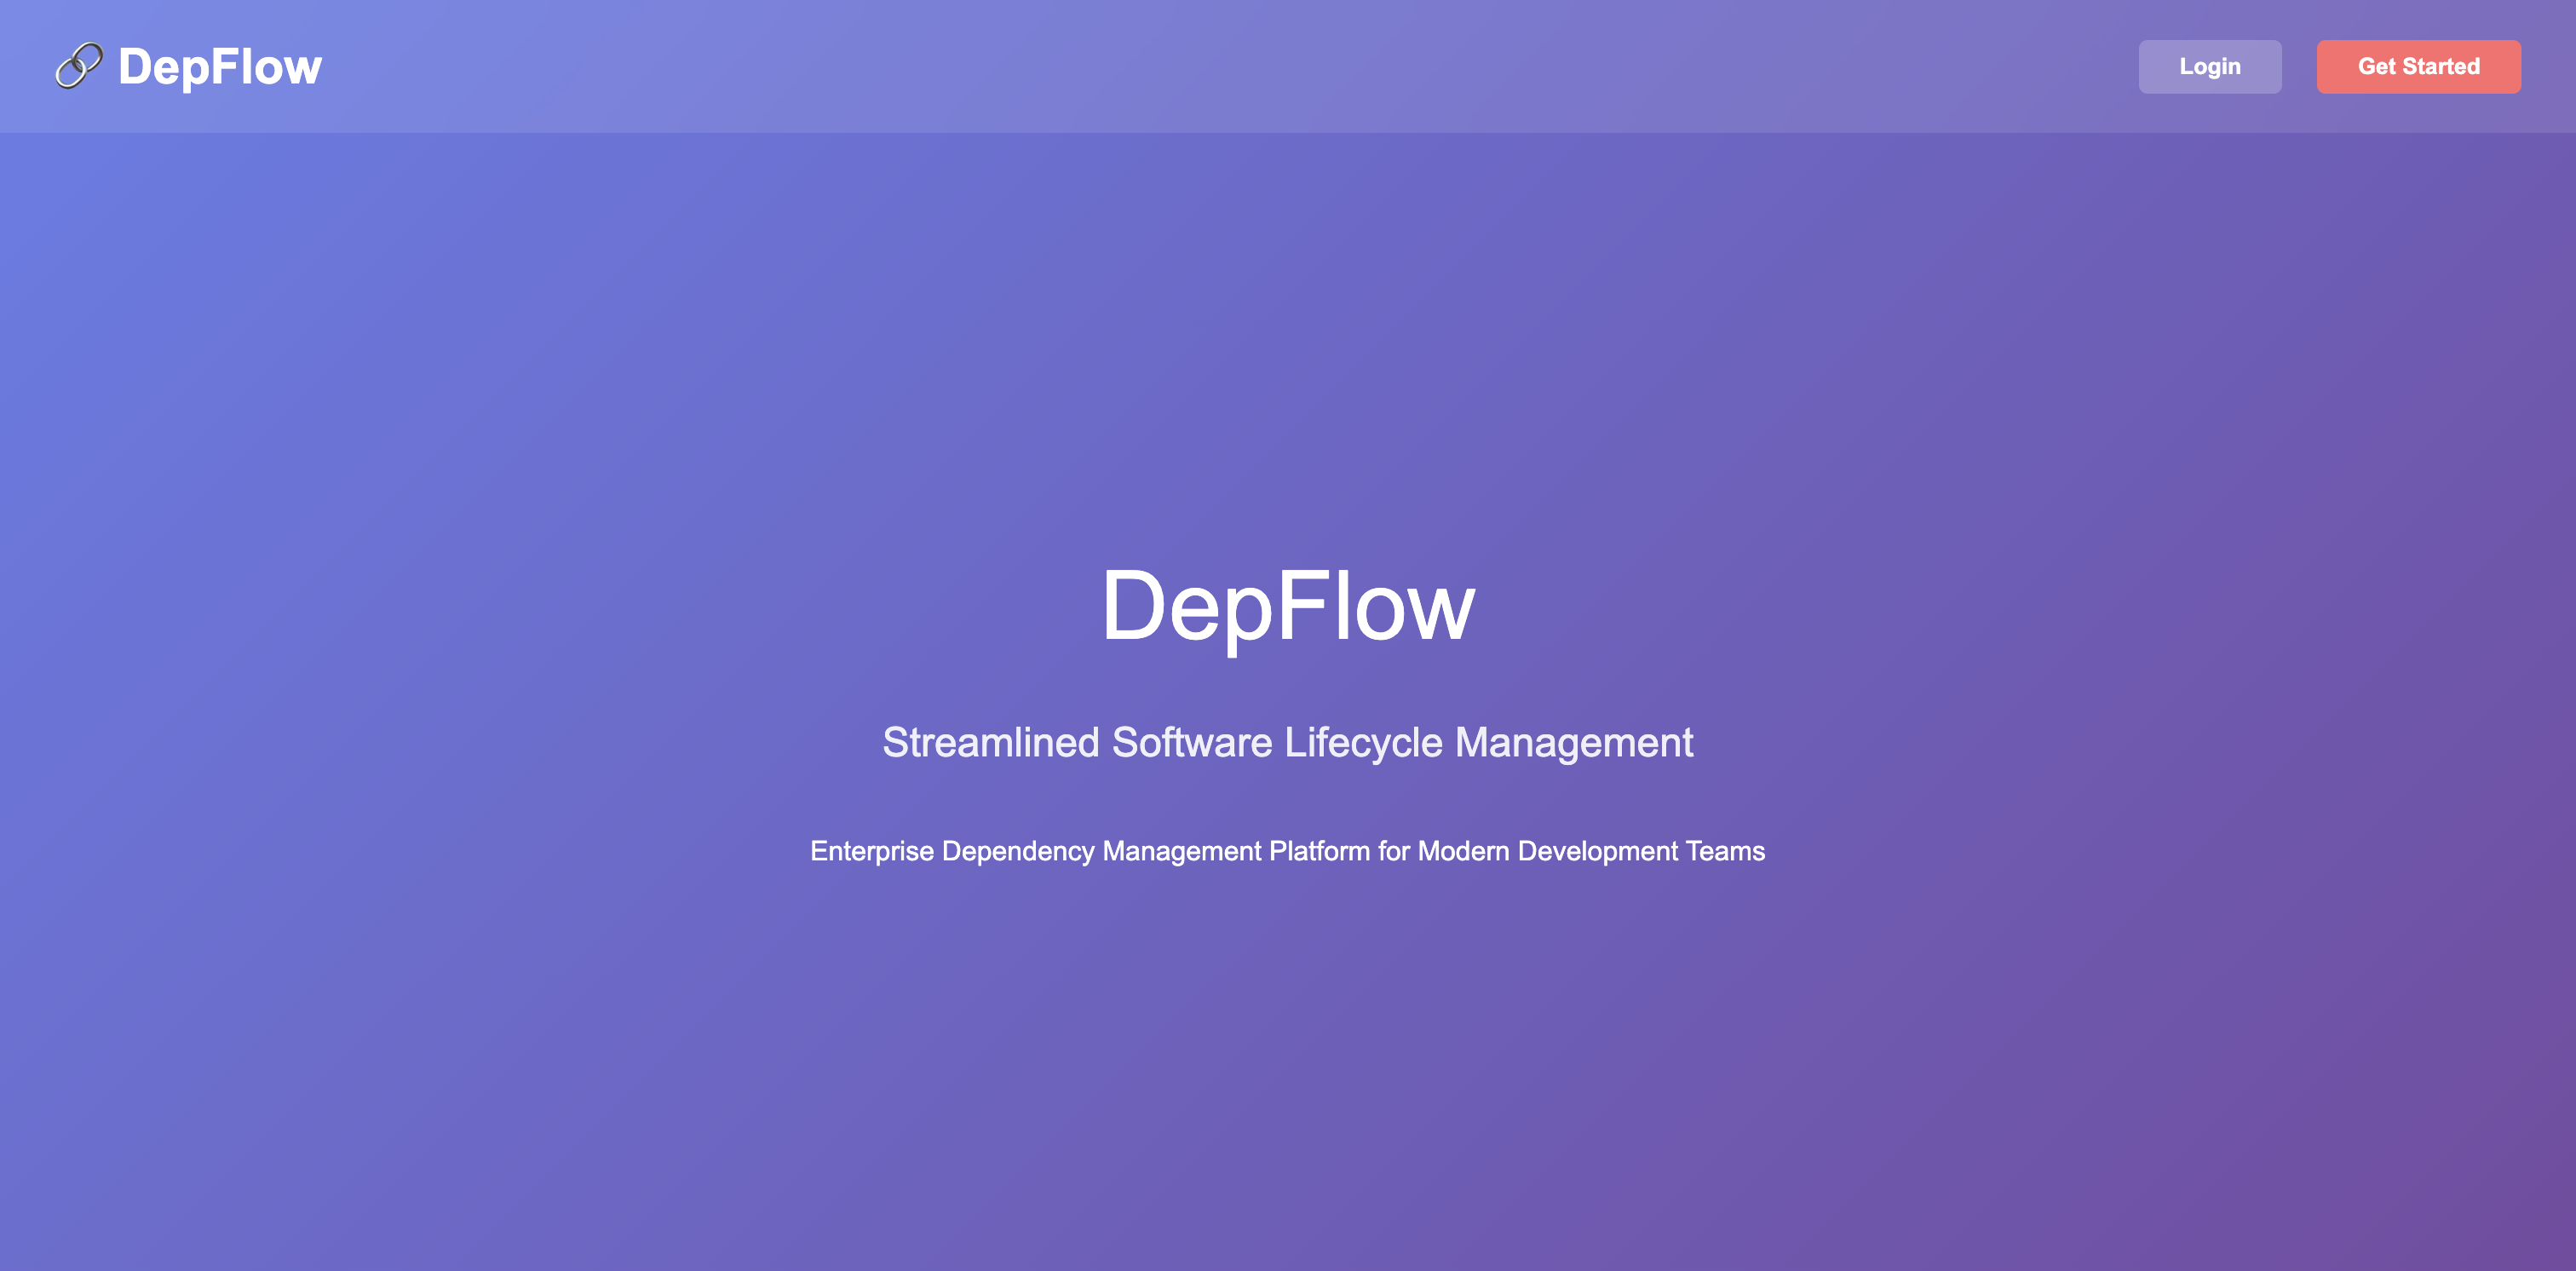 DepFlow
Login
Get Started
DepFlow
Streamlined Software Lifecycle Management
Enterprise Dependency Management Platform for Modern Development Teams